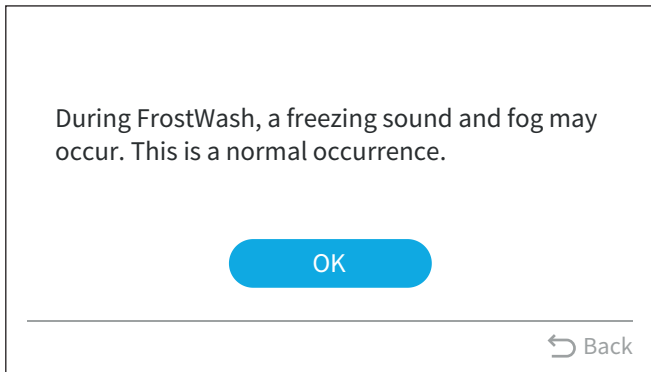 During FrostWash, a freezing sound and fog may
occur. This is a normal occurrence.
OK
Back